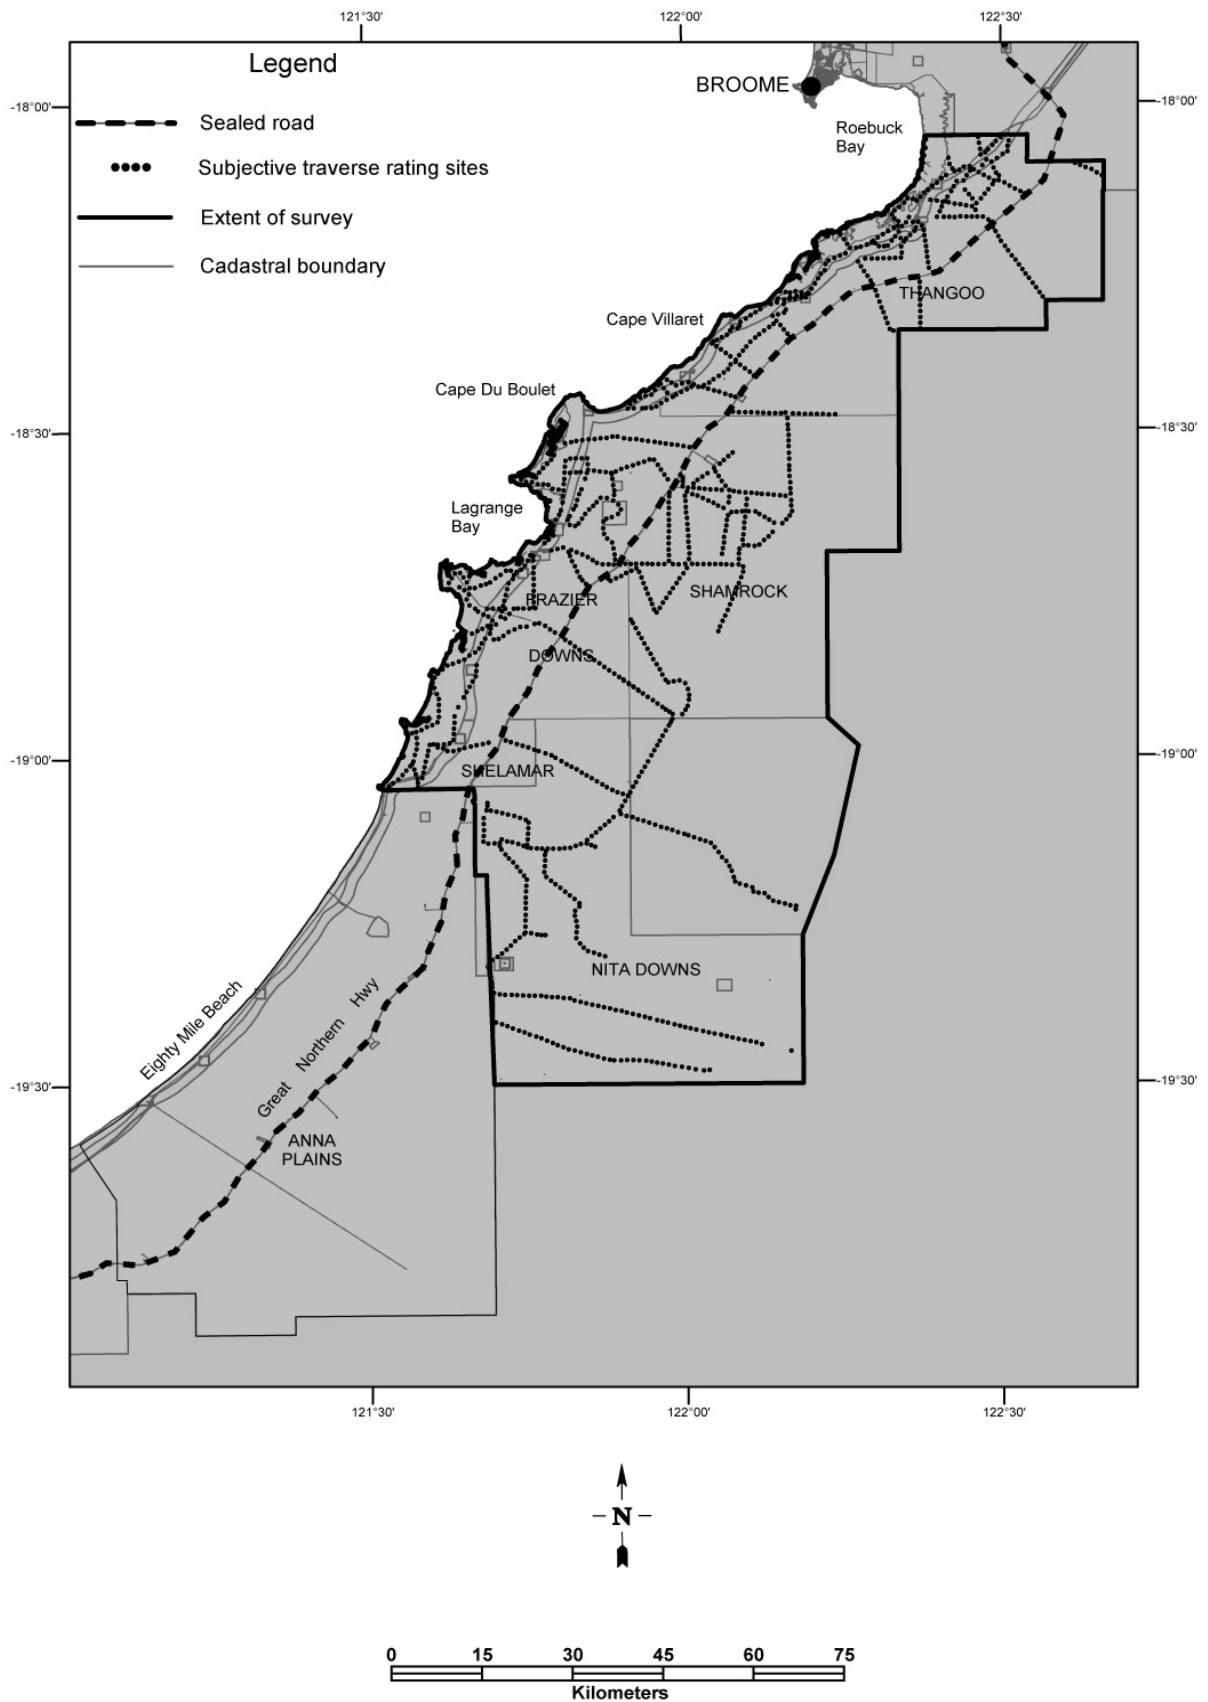 121°30'
122°00'
122°30'
Legend
BROOME
-18°00'
-18°00'
Sealed road
Roebuck
Bay
Subjective traverse rating sites
Extent of survey
Cadastral boundary
THANGOO
Cape Villaret
Cape Du Boulet
-18°30'
-18°30'
Lagrange
Bay
FRAZIER
SHAMROCK
DOWNS
-19°00'
-19°00'
SHELAMAR
NITA DOWNS
Eighty Mile Beach
Great Northern Hwy
-19°30'
-19°30'
ANNA
PLAINS
121°30'
122°00'
122°30'
N
0 15 30 45 60 75
Kilometers